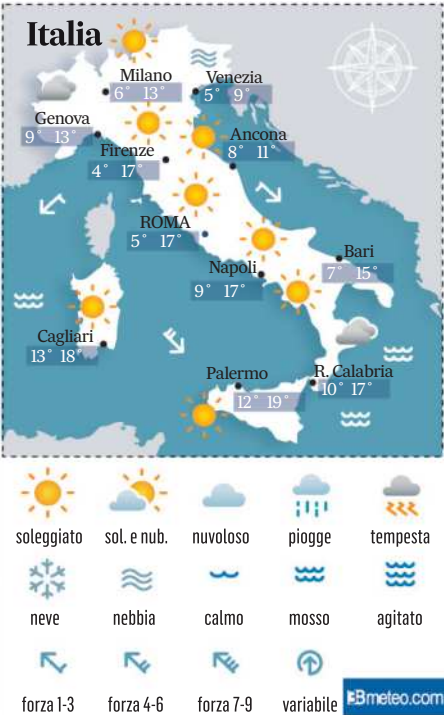 Italia
Milano
6° 13°
Venezia
5° 9°
Genova
9° 13°
Ancona
8° 11°
Firenze
4° 17°
ROMA
5° 17°
Bari
7° 15°
Napoli
9° 17°
Cagliari
13° 18°
Palermo
12° 19°
R. Calabria
10° 17°
soleggiato sol. e nub. nuvoloso piogge tempesta
neve nebbia calmo mosso agitato
forza 1-3 forza 4-6 forza 7-9 variabile
3Bmeteo.com